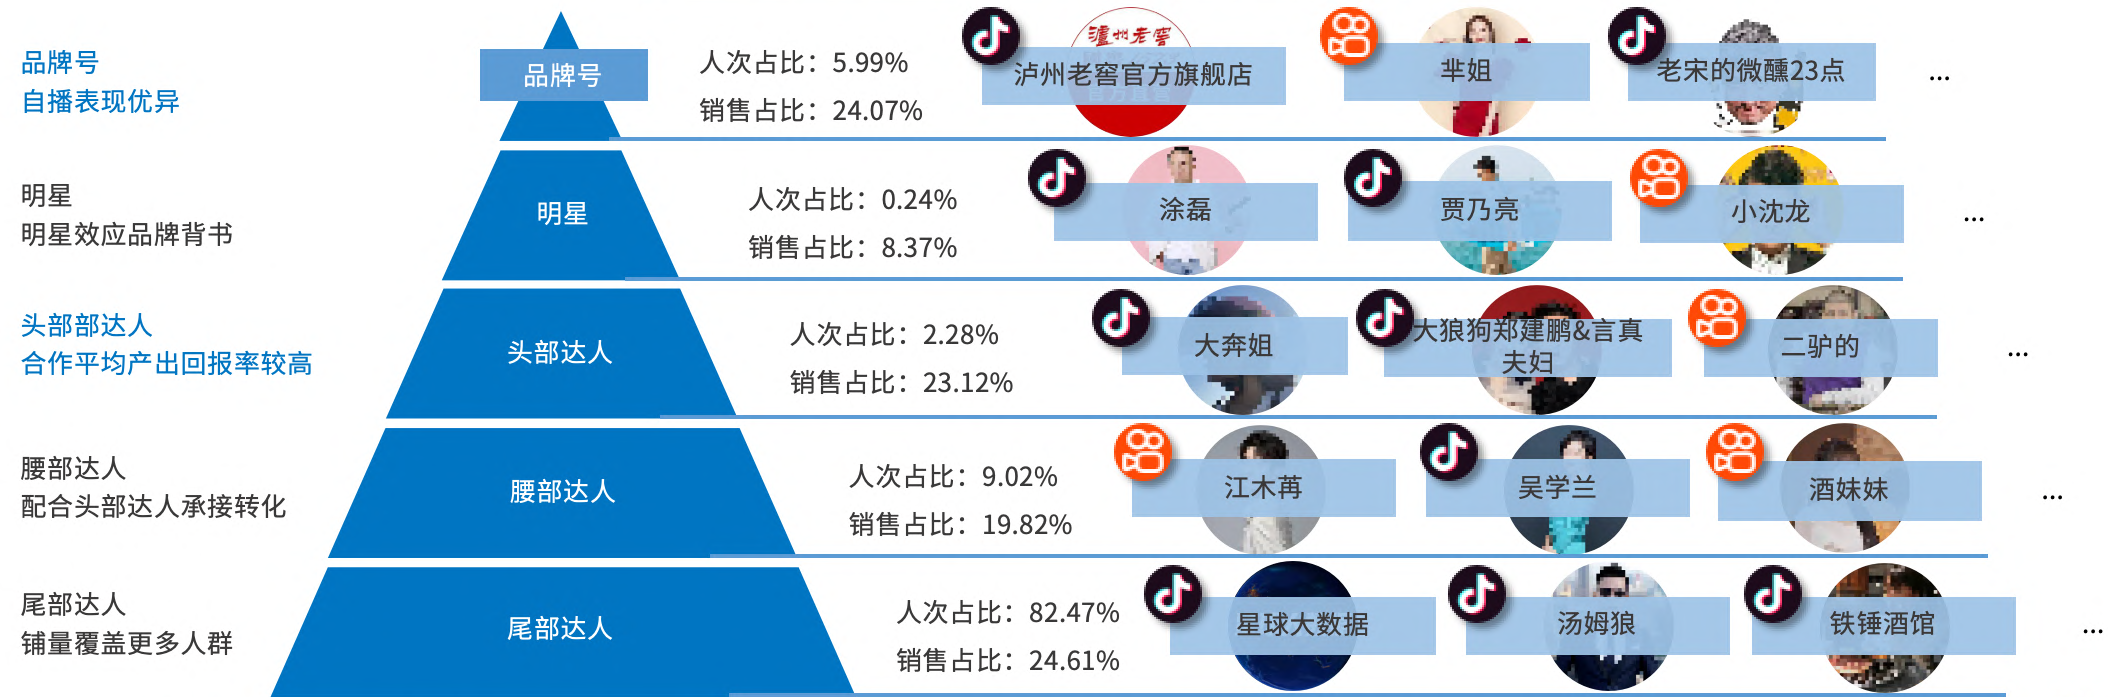 品牌号
自播表现优异
品牌号
人次占比：5.99%
销售占比：24.07%
泸州老窖
泸州老窖官方旗舰店
芈姐
老宋的微醺23点
...
明星
明星效应品牌背书
明星
人次占比：0.24%
销售占比：8.37%
涂磊
贾乃亮
小沈龙
...
头部部达人
合作平均产出回报率较高
头部达人
人次占比：2.28%
销售占比：23.12%
大奔姐
大狼狗郑建鹏&言真
夫妇
二驴的
...
腰部达人
配合头部达人承接转化
腰部达人
人次占比：9.02%
销售占比：19.82%
江木苒
吴学兰
酒妹妹
...
尾部达人
铺量覆盖更多人群
尾部达人
人次占比：82.47%
销售占比：24.61%
星球大数据
汤姆狼
铁锤酒馆
...